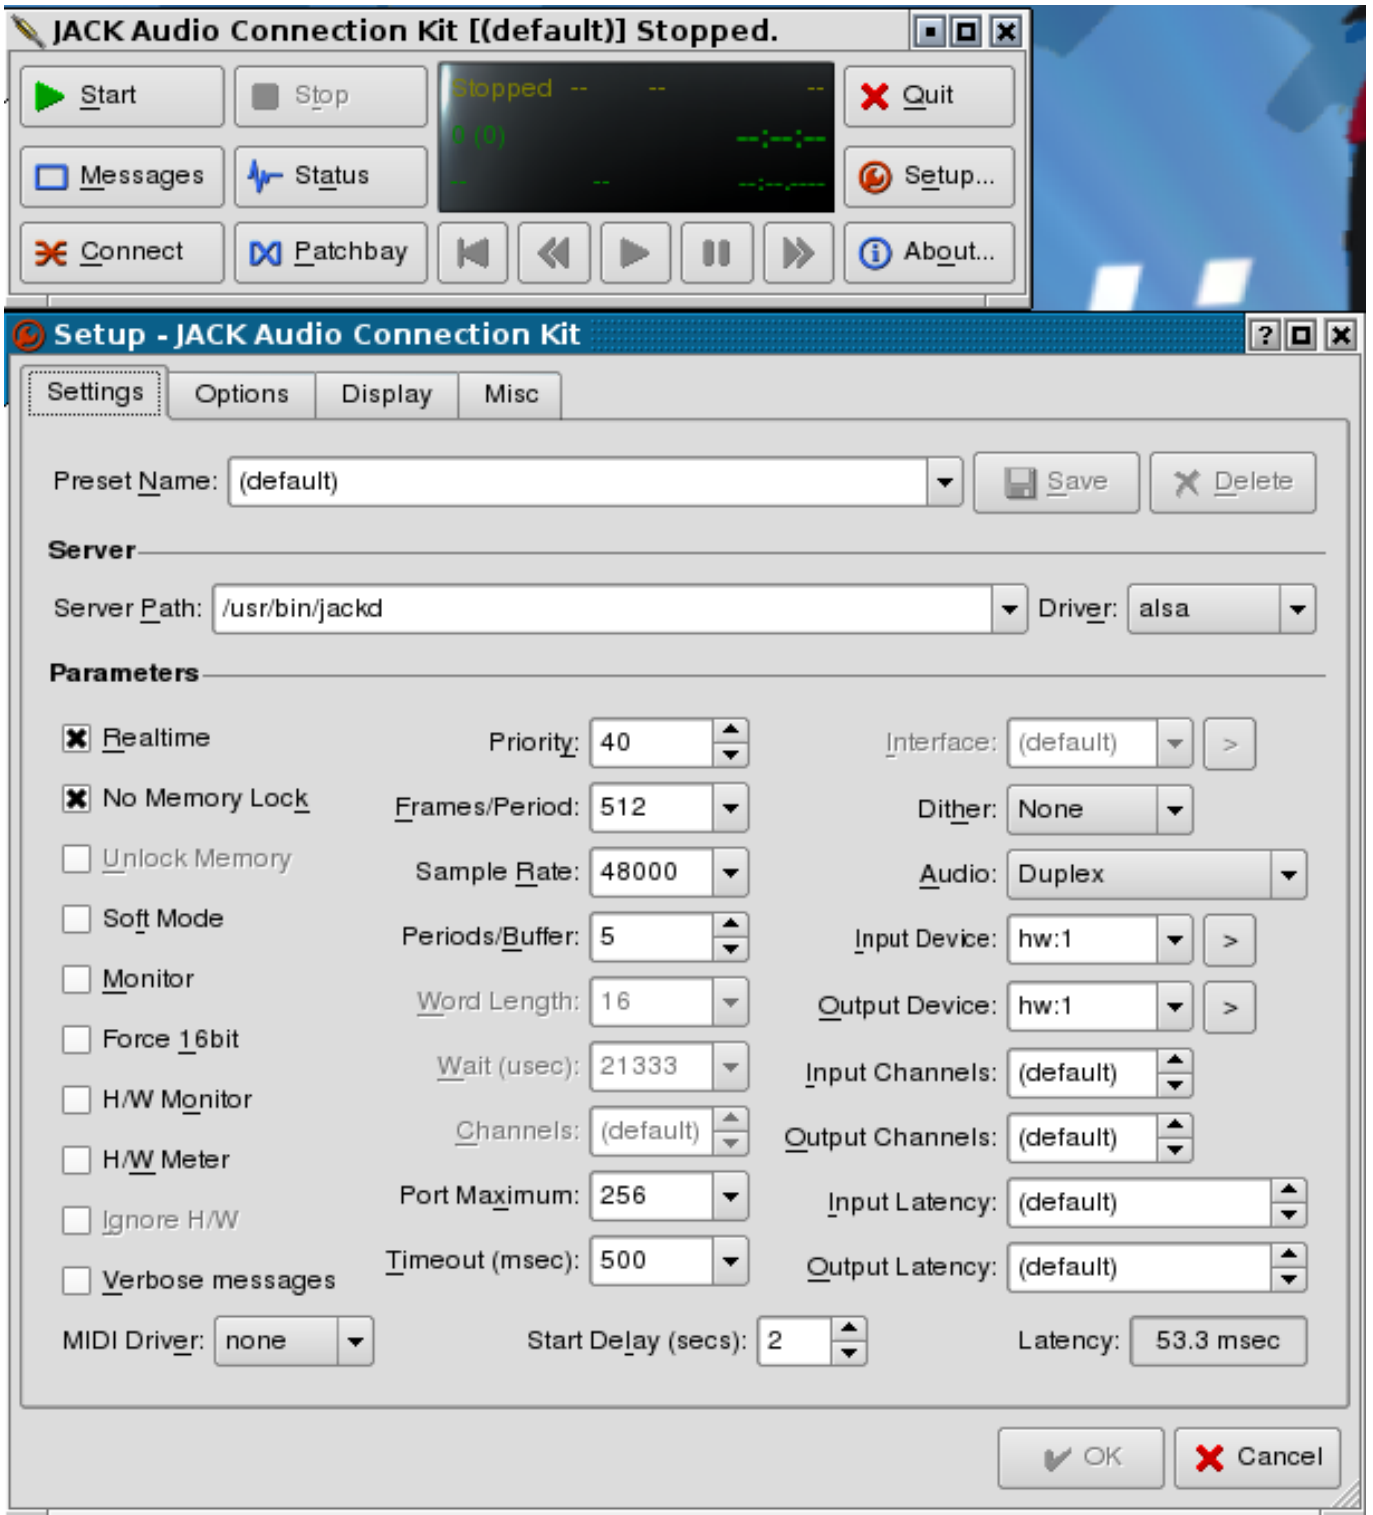 JACK Audio Connection Kit [(default)] Stopped.
Start Stop Stopped -- -- -- Quit
0 (0) --:--:--
Messages Status -- -- --:--.---- Setup...
Connect Patchbay About...
Setup - JACK Audio Connection Kit
Settings Options Display Misc
Preset Name: (default) Save Delete
Server
Server Path: /usr/bin/jackd Driver: alsa
Parameters
Realtime Priority: 40 Interface: (default) >
No Memory Lock Frames/Period: 512 Dither: None
Unlock Memory Sample Rate: 48000 Audio: Duplex
Soft Mode Periods/Buffer: 5 Input Device: hw:1 >
Monitor Word Length: 16 Output Device: hw:1 >
Force 16bit Wait (usec): 21333 Input Channels: (default)
H/W Monitor Channels: (default) Output Channels: (default)
H/W Meter Port Maximum: 256 Input Latency: (default)
Ignore H/W Timeout (msec): 500 Output Latency: (default)
Verbose messages
MIDI Driver: none Start Delay (secs): 2 Latency: 53.3 msec
OK Cancel